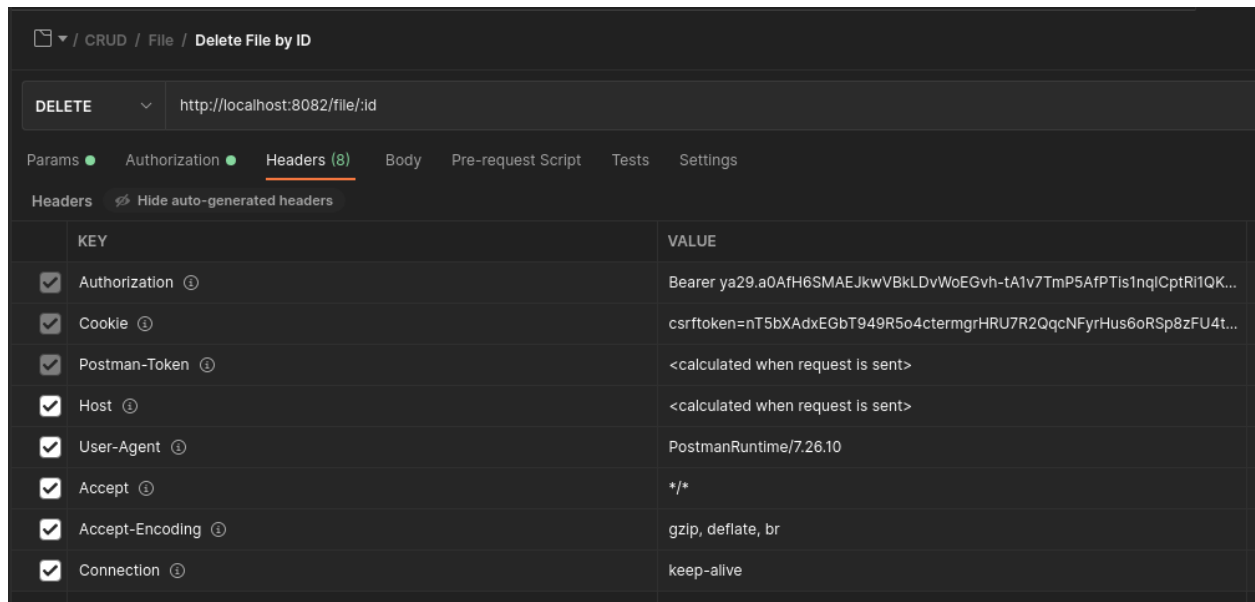 / CRUD / File / Delete File by ID
DELETE http://localhost:8082/file/:id
Params Authorization Headers (8) Body Pre-request Script Tests Settings
Headers Hide auto-generated headers
KEY VALUE
Authorization Bearer ya29.a0AfH6SMAEJkwVBkLDvWoEGvh-tA1v7TmP5AfPTis1nqlCptRi1QK...
Cookie csrftoken=nT5bXAdxEGbT949R5o4ctermgrHRU7R2QqcNFyrHus6oRSp8zFU4t...
Postman-Token <calculated when request is sent>
Host <calculated when request is sent>
User-Agent PostmanRuntime/7.26.10
Accept */*
Accept-Encoding gzip, deflate, br
Connection keep-alive